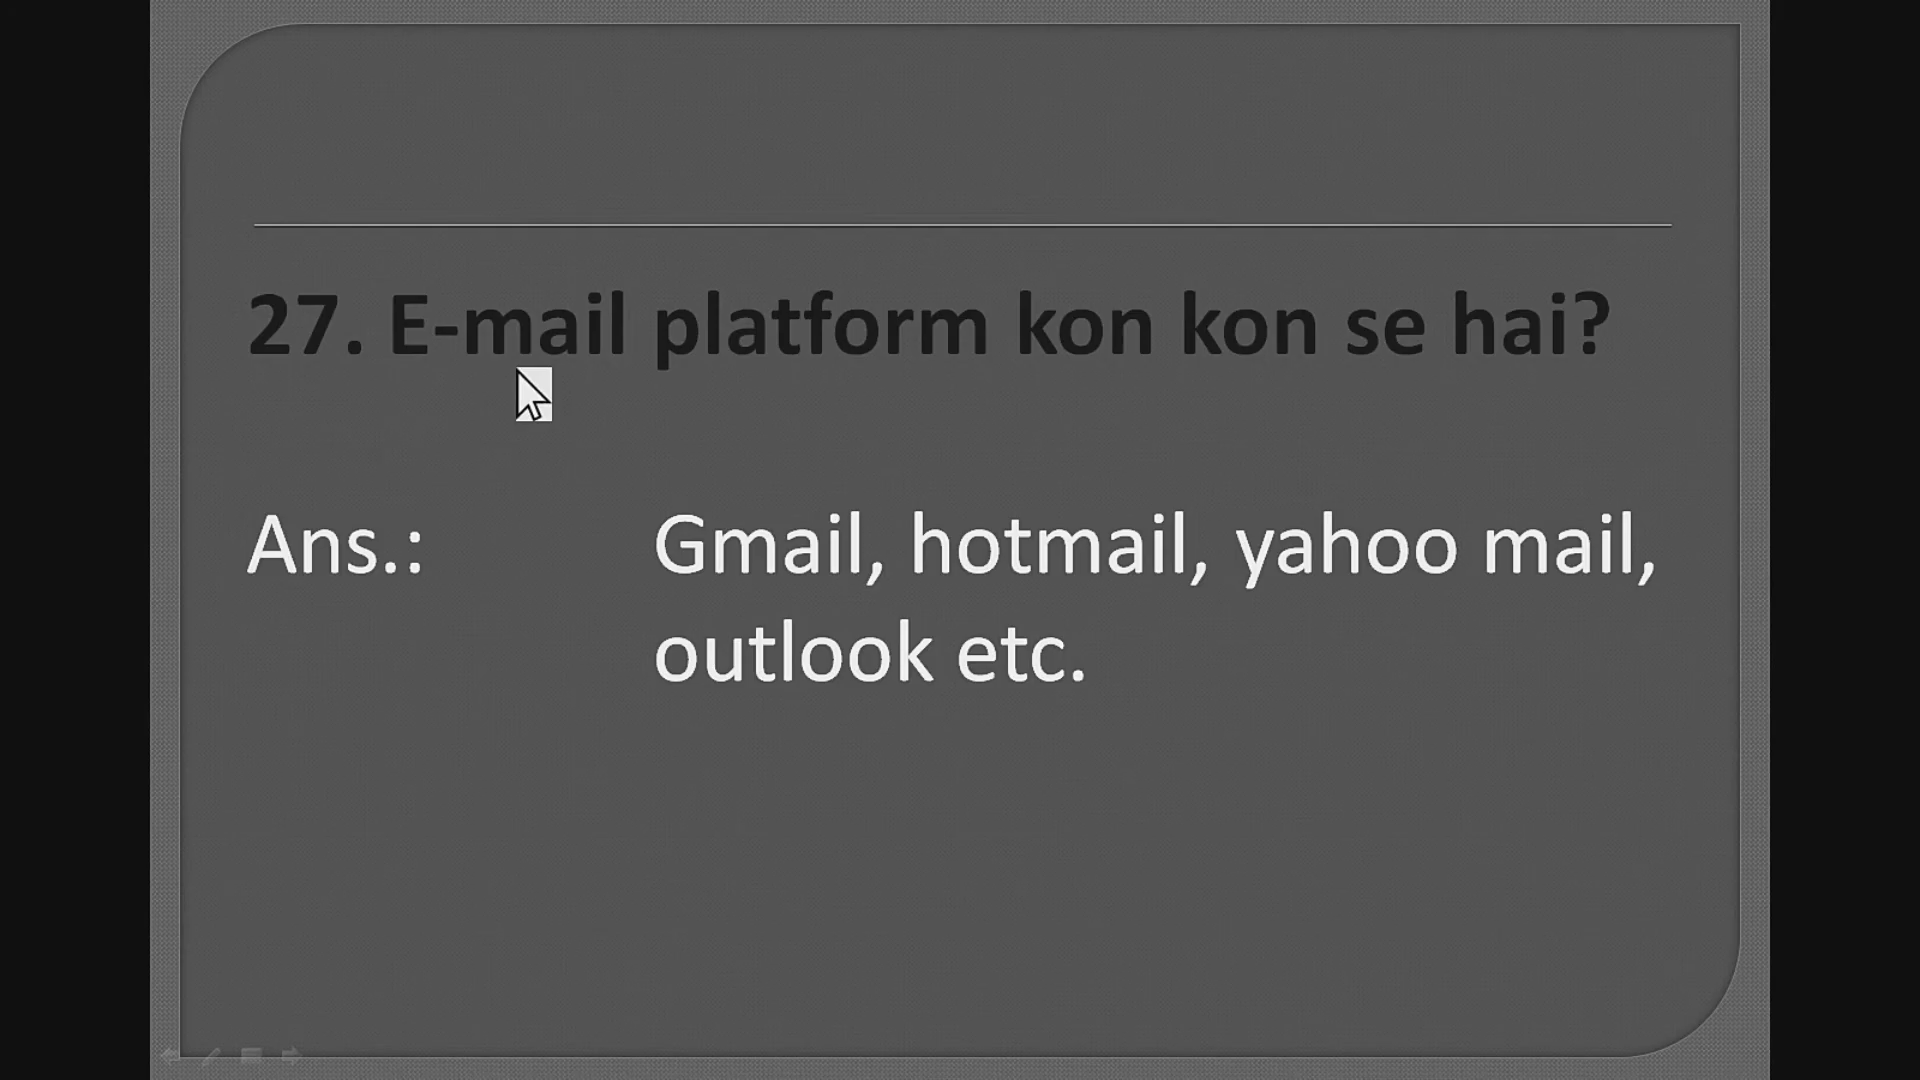 27. E-mail platform kon kon se hai?
Ans.: Gmail, hotmail, yahoo mail,
outlook etc.